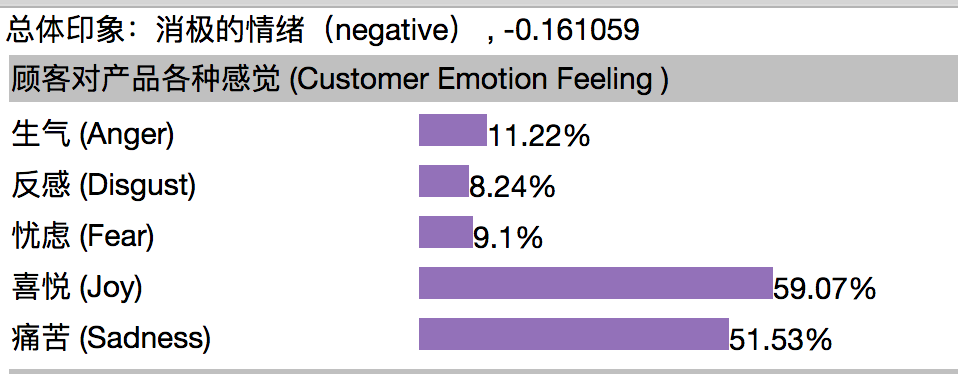 总体印象：消极的情绪（negative）, -0.161059
顾客对产品各种感觉 (Customer Emotion Feeling )
生气 (Anger) 11.22%
反感 (Disgust) 8.24%
忧虑 (Fear) 9.1%
喜悦 (Joy) 59.07%
痛苦 (Sadness) 51.53%